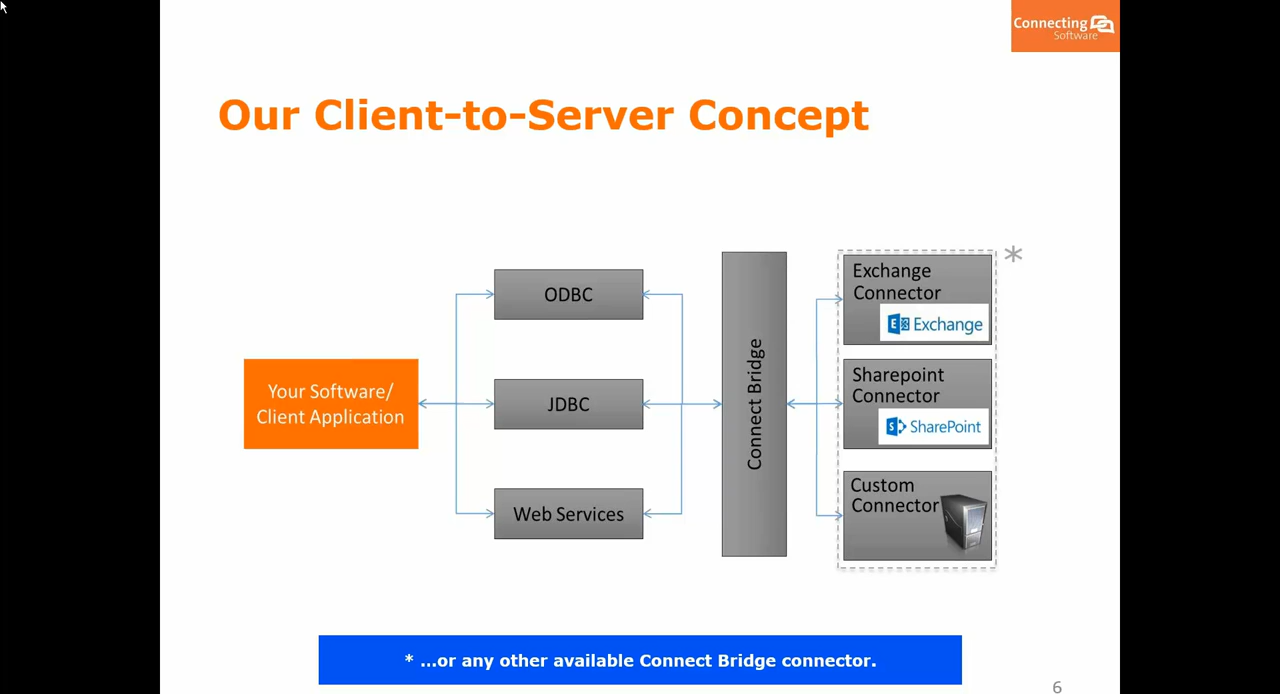 Connecting
Software
Our Client-to-Server Concept
Your Software/
Client Application
ODBC
JDBC
Web Services
Connect Bridge
*
Exchange
Connector
E
Exchange
Sharepoint
Connector
S
SharePoint
Custom
Connector
* ...or any other available Connect Bridge connector.
6